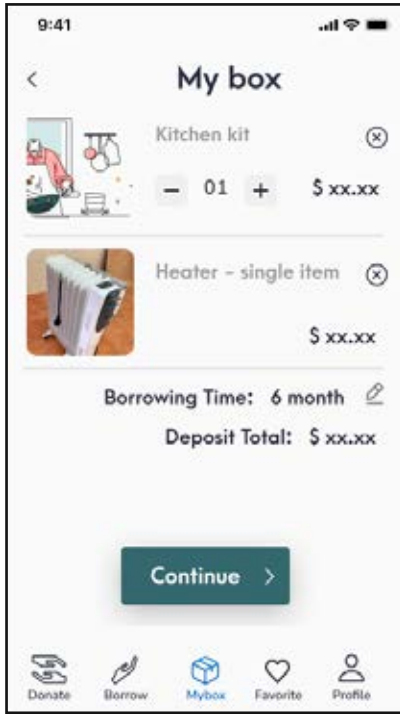 9:41
My box
Kitchen kit
01
$ xx.xx
Heater - single item
$ xx.xx
Borrowing Time: 6 month
Deposit Total: $ xx.xx
Continue >
Donate Borrow Mybox Favorite Profile